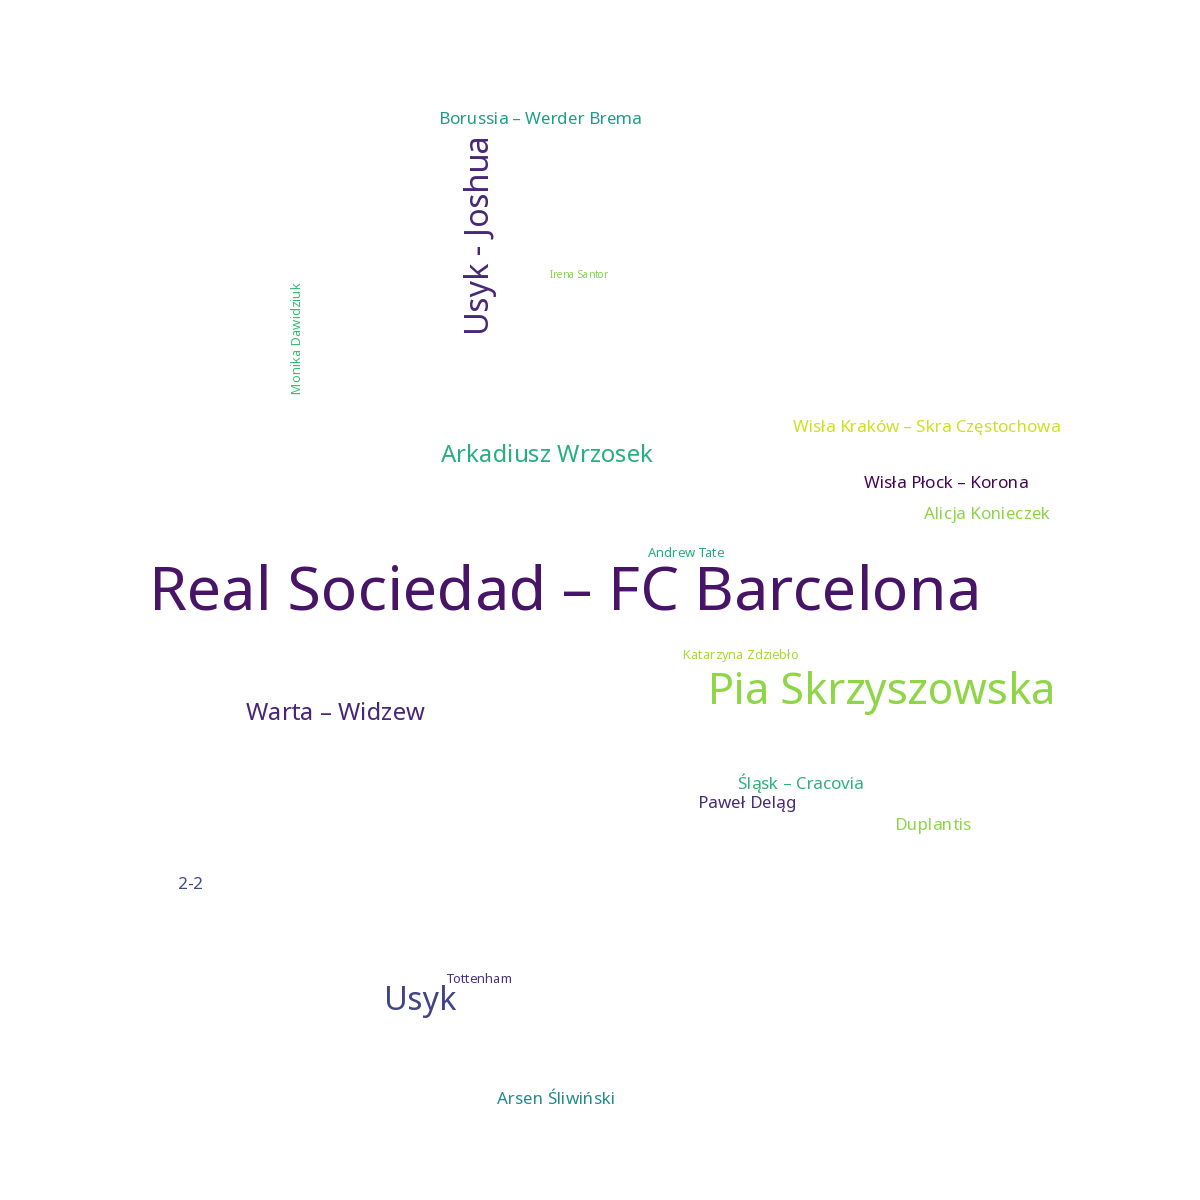 Borussia – Werder Brema
Usyk - Joshua
Irena Santor
Monika Dawidziuk
Wisła Kraków – Skra Częstochowa
Arkadiusz Wrzosek
Wisła Płock – Korona
Alicja Konieczek
Andrew Tate
Real Sociedad – FC Barcelona
Katarzyna Zdziebło
Pia Skrzyszowska
Warta – Widzew
Śląsk – Cracovia
Paweł Deląg
Duplantis
2-2
Tottenham
Usyk
Arsen Śliwiński